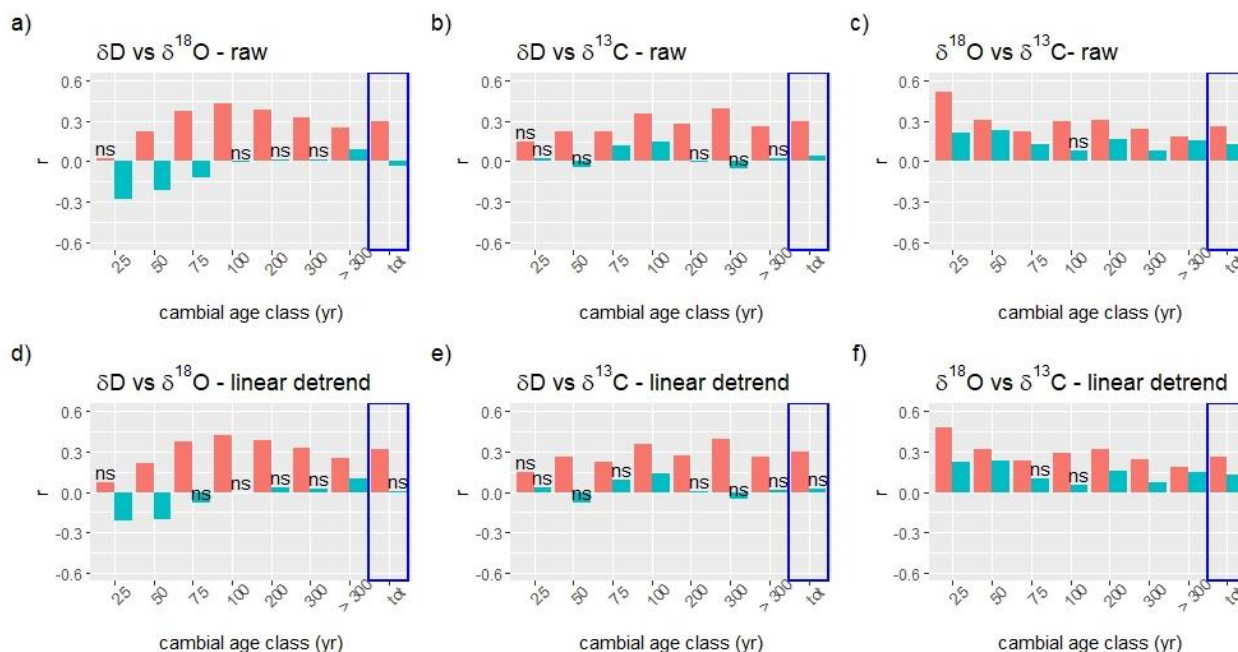 a)
δD vs δ¹⁸O - raw
0.6
0.3
0.0
-0.3
-0.6
r
ns
ns
ns
ns
25
50
75
100
200
300
> 300
tot
cambial age class (yr)
b)
δD vs δ¹³C - raw
0.6
0.3
0.0
-0.3
-0.6
r
ns
ns
ns
ns
ns
ns
25
50
75
100
200
300
> 300
tot
cambial age class (yr)
c)
δ¹⁸O vs δ¹³C- raw
0.6
0.3
0.0
-0.3
-0.6
r
ns
25
50
75
100
200
300
> 300
tot
cambial age class (yr)
d)
δD vs δ¹⁸O - linear detrend
0.6
0.3
0.0
-0.3
-0.6
r
ns
ns
ns
ns
ns
ns
25
50
75
100
200
300
> 300
tot
cambial age class (yr)
e)
δD vs δ¹³C - linear detrend
0.6
0.3
0.0
-0.3
-0.6
r
ns
ns
ns
ns
ns
ns
ns
ns
25
50
75
100
200
300
> 300
tot
cambial age class (yr)
f)
δ¹⁸O vs δ¹³C - linear detrend
0.6
0.3
0.0
-0.3
-0.6
r
ns
ns
25
50
75
100
200
300
> 300
tot
cambial age class (yr)